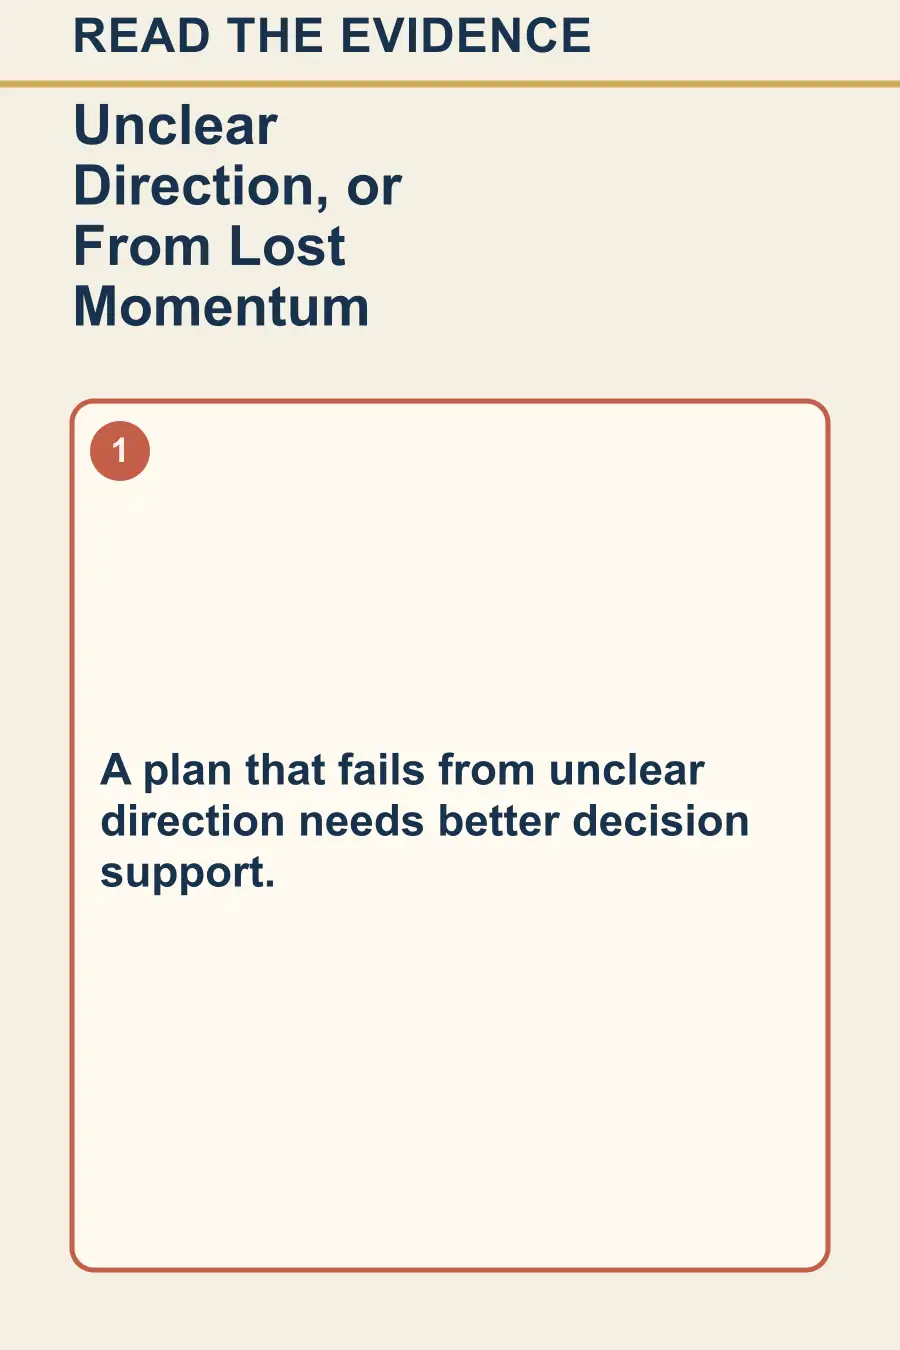 READ THE EVIDENCE
Unclear
Direction, or
From Lost
Momentum
1
A plan that fails from unclear
direction needs better decision
support.